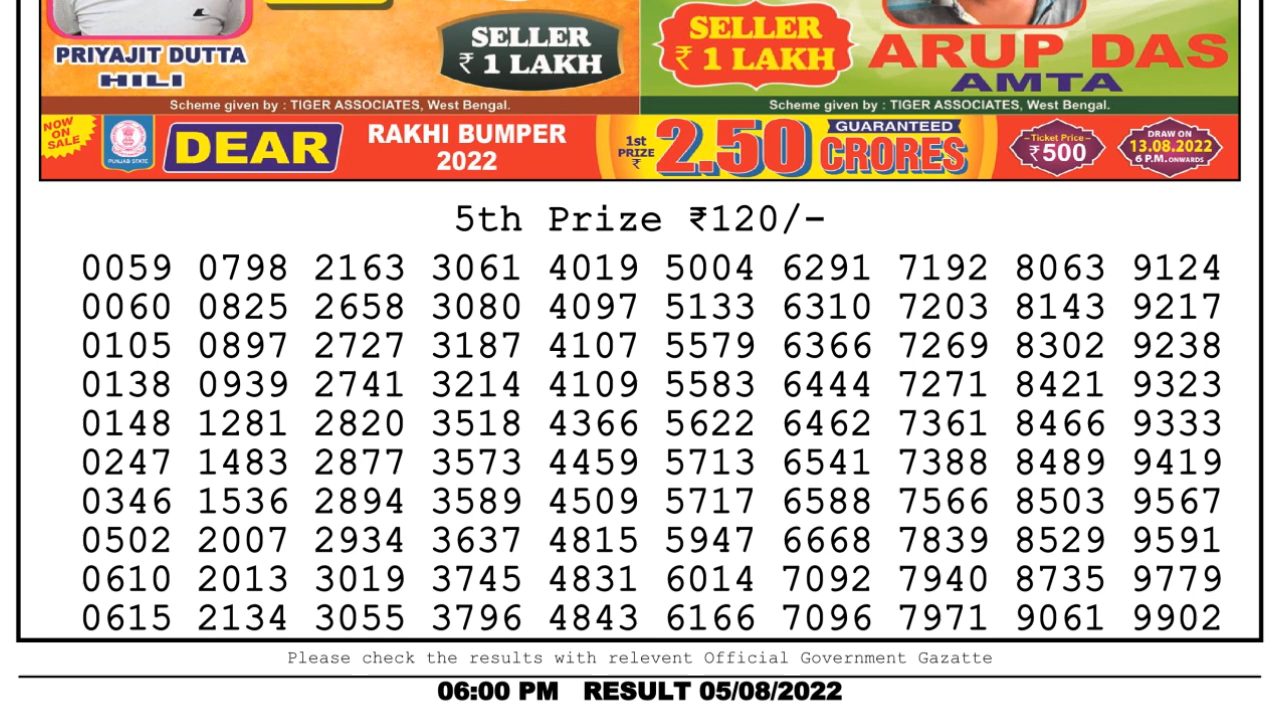 SELLER
₹ 1 LAKH
PRIYAJIT DUTTA
HILI
SELLER
₹ 1 LAKH
ARUP DAS
AMTA
Scheme given by : TIGER ASSOCIATES, West Bengal.
Scheme given by : TIGER ASSOCIATES, West Bengal.
NOW
ON
SALE
PUNJAB STATE
DEAR
RAKHI BUMPER
2022
1st
PRIZE
₹
2.50
GUARANTEED
CRORES
Ticket Price
₹500
DRAW ON
13.08.2022
6 P.M. ONWARDS
5th Prize ₹120/-
0059 0798 2163 3061 4019 5004 6291 7192 8063 9124
0060 0825 2658 3080 4097 5133 6310 7203 8143 9217
0105 0897 2727 3187 4107 5579 6366 7269 8302 9238
0138 0939 2741 3214 4109 5583 6444 7271 8421 9323
0148 1281 2820 3518 4366 5622 6462 7361 8466 9333
0247 1483 2877 3573 4459 5713 6541 7388 8489 9419
0346 1536 2894 3589 4509 5717 6588 7566 8503 9567
0502 2007 2934 3637 4815 5947 6668 7839 8529 9591
0610 2013 3019 3745 4831 6014 7092 7940 8735 9779
0615 2134 3055 3796 4843 6166 7096 7971 9061 9902
Please check the results with relevent Official Government Gazatte
06:00 PM RESULT 05/08/2022